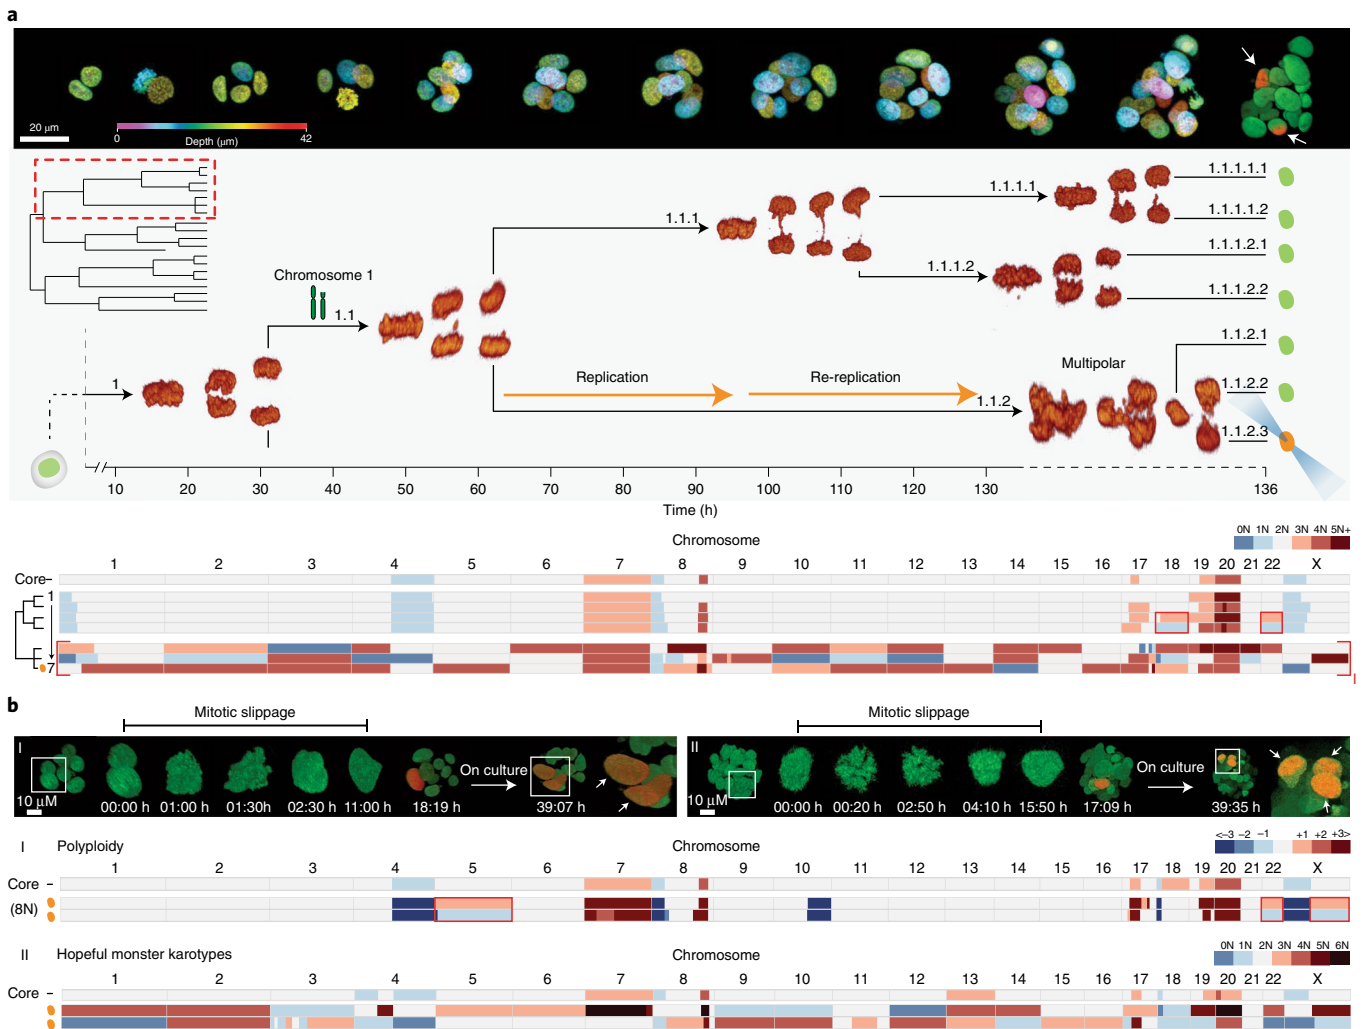 a
20 µm
0
42
Depth (µm)
1.1.1.1.1
1.1.1.1
1.1.1.1.2
1.1.1
1.1.1.2.1
1.1.1.2
Chromosome 1
1.1.1.2.2
1.1
1.1.2.1
Multipolar
Replication
Re-replication
1
1.1.2.2
1.1.2
1.1.2.3
10 20 30 40 50 60 70 80 90 100 110 120 130 136
Time (h)
0N 1N 2N 3N 4N 5N+
Chromosome
1 2 3 4 5 6 7 8 9 10 11 12 13 14 15 16 17 18 19 20 21 22 X
Core
1
7
b
Mitotic slippage
Mitotic slippage
I
On culture
10 µM
00:00 h 01:00 h 01:30h 02:30 h 11:00 h 18:19 h 39:07 h
II
On culture
10 µM
00:00 h 00:20 h 02:50 h 04:10 h 15:50 h 17:09 h 39:35 h
<–3 –2 –1 +1 +2 +3>
I Polyploidy Chromosome
1 2 3 4 5 6 7 8 9 10 11 12 13 14 15 16 17 18 19 20 21 22 X
Core
(8N)
0N 1N 2N 3N 4N 5N 6N
II Hopeful monster karotypes Chromosome
1 2 3 4 5 6 7 8 9 10 11 12 13 14 15 16 17 18 19 20 21 22 X
Core